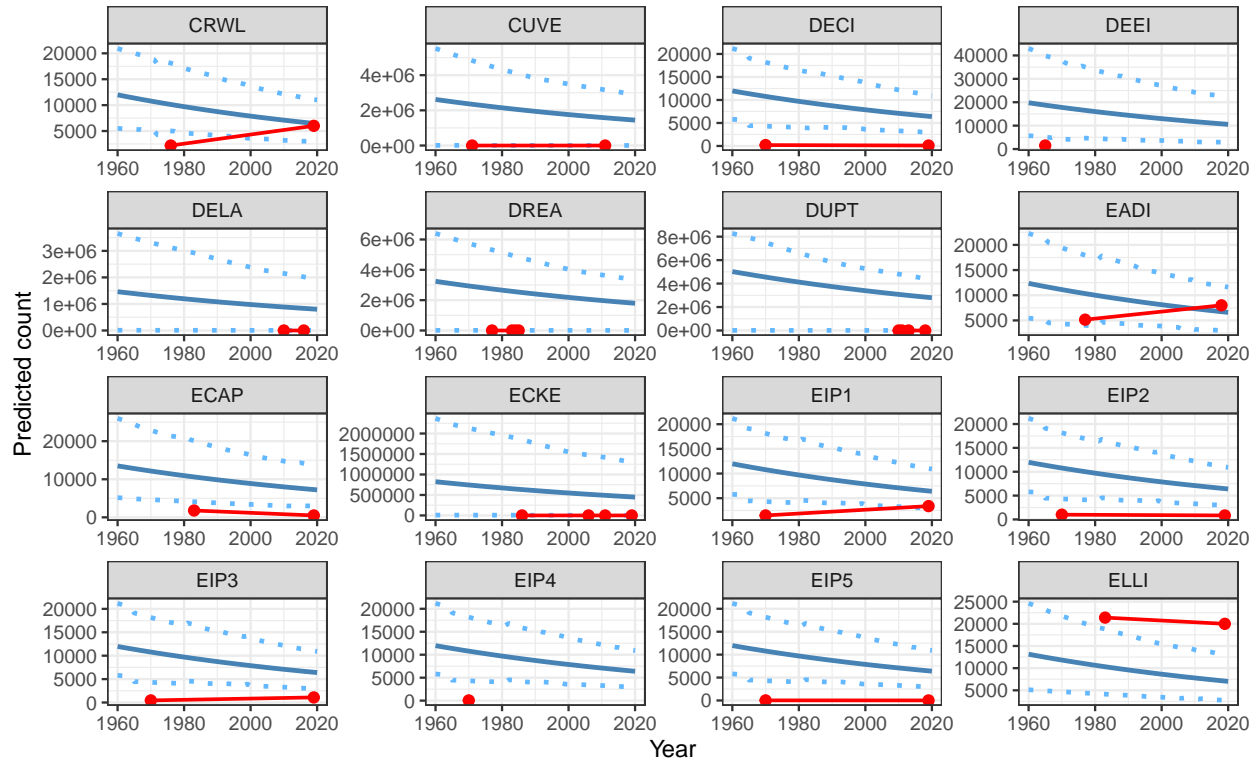 CRWL
CUVE
DECI
DEEI
20000
15000
10000
5000
4e+06
2e+06
0e+00
20000
15000
10000
5000
0
40000
30000
20000
10000
0
1960 1980 2000 2020
1960 1980 2000 2020
1960 1980 2000 2020
1960 1980 2000 2020
DELA
DREA
DUPT
EADI
3e+06
2e+06
1e+06
0e+00
6e+06
4e+06
2e+06
0e+00
8e+06
6e+06
4e+06
2e+06
0e+00
20000
15000
10000
5000
1960 1980 2000 2020
1960 1980 2000 2020
1960 1980 2000 2020
1960 1980 2000 2020
Predicted count
ECAP
ECKE
EIP1
EIP2
20000
10000
0
2000000
1500000
1000000
500000
0
20000
15000
10000
5000
20000
15000
10000
5000
0
1960 1980 2000 2020
1960 1980 2000 2020
1960 1980 2000 2020
1960 1980 2000 2020
EIP3
EIP4
EIP5
ELLI
20000
15000
10000
5000
0
20000
15000
10000
5000
0
20000
15000
10000
5000
0
25000
20000
15000
10000
5000
1960 1980 2000 2020
1960 1980 2000 2020
1960 1980 2000 2020
1960 1980 2000 2020
Year